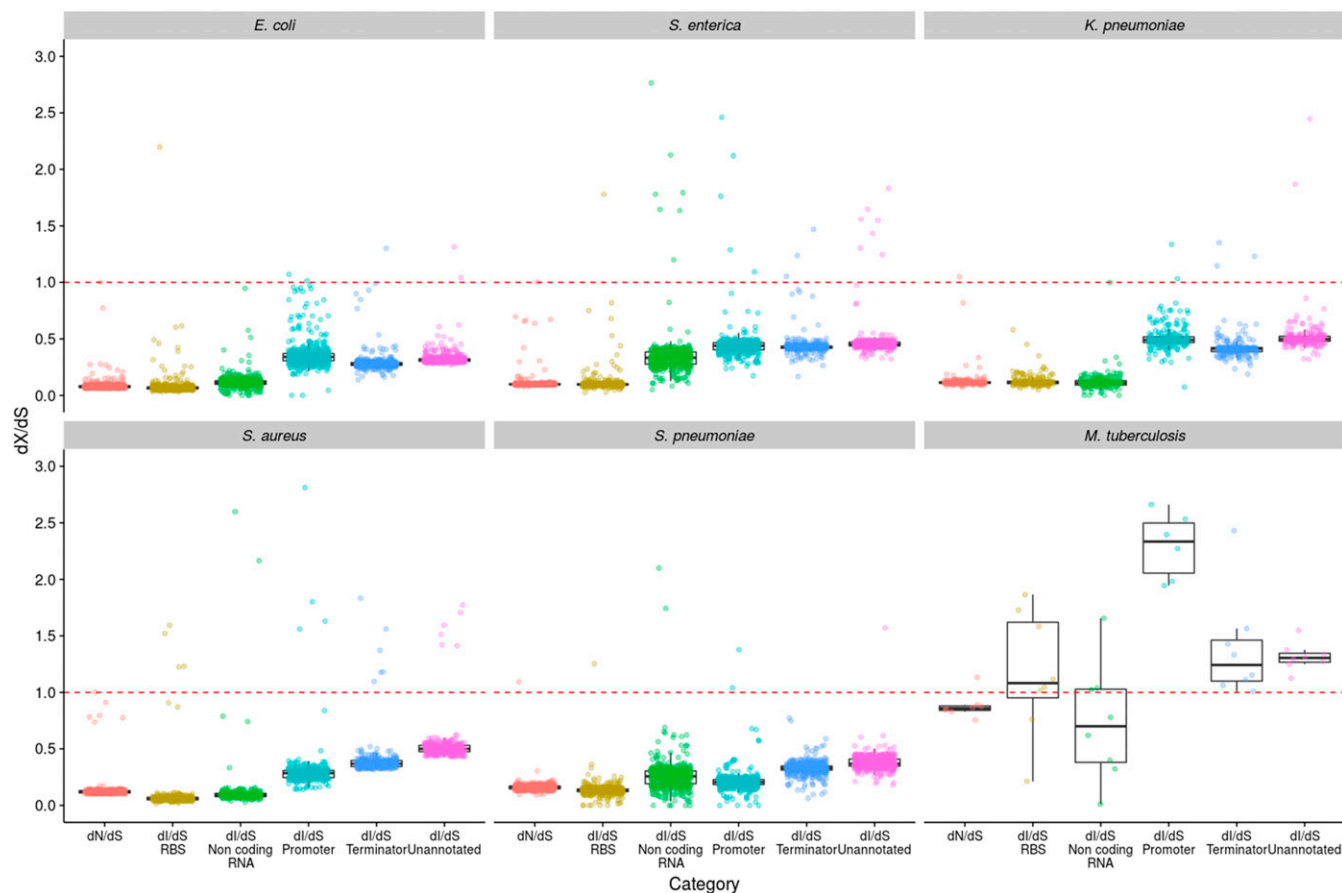 E. coli
S. enterica
K. pneumoniae
3.0
2.5
2.0
1.5
1.0
0.5
0.0
dX/dS
S. aureus
S. pneumoniae
M. tuberculosis
3.0
2.5
2.0
1.5
1.0
0.5
0.0
dN/dS
dI/dS
RBS
dI/dS
Non coding
RNA
dI/dS
Promoter
dI/dS
Terminator
dI/dS
Unannotated
dN/dS
dI/dS
RBS
dI/dS
Non coding
RNA
dI/dS
Promoter
dI/dS
Terminator
dI/dS
Unannotated
dN/dS
dI/dS
RBS
dI/dS
Non coding
RNA
dI/dS
Promoter
dI/dS
Terminator
dI/dS
Unannotated
Category